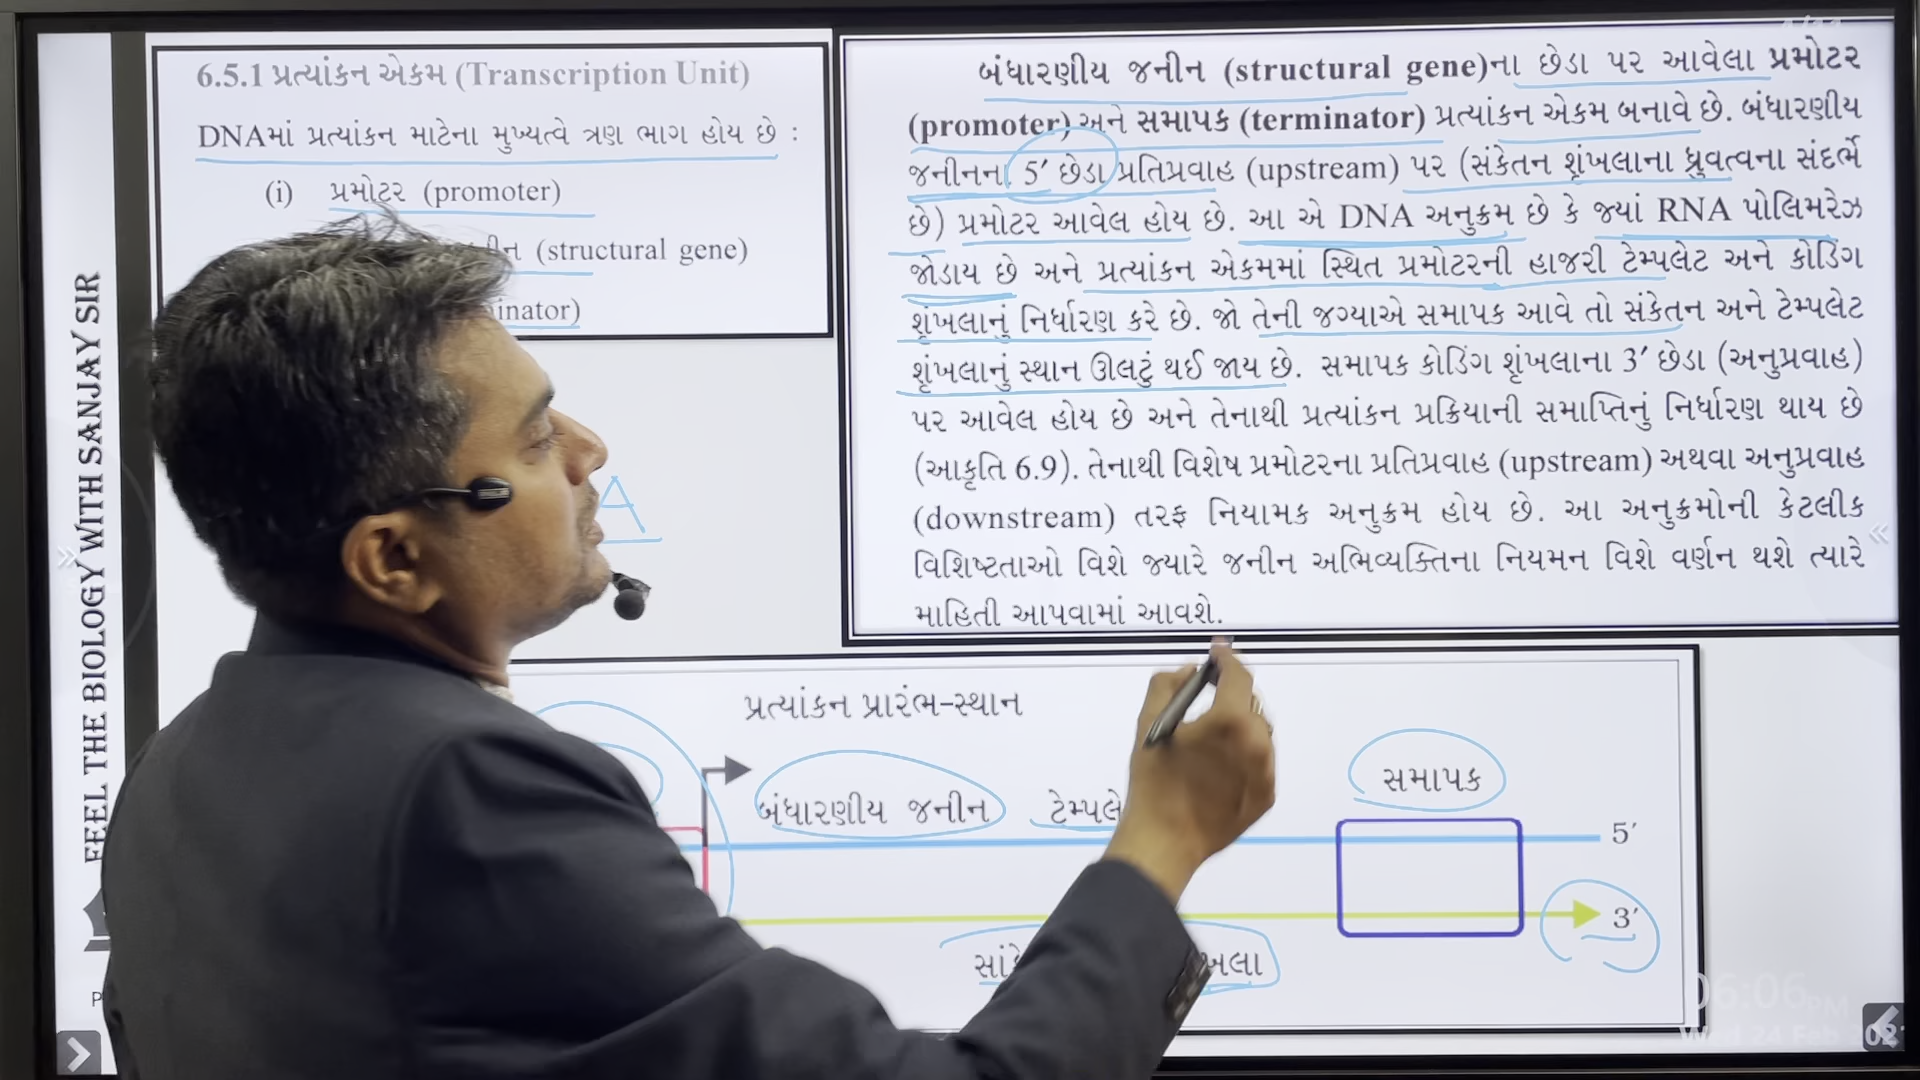 FEEL THE BIOLOGY WITH SANJAY SIR
6.5.1 પ્રત્યાંકન એકમ (Transcription Unit)
DNAમાં પ્રત્યાંકન માટેના મુખ્યત્વે ત્રણ ભાગ હોય છે :
(i) પ્રમોટર (promoter)
(structural gene)
બંધારણીય જનીન (structural gene)ના છેડા પર આવેલા પ્રમોટર
(promoter) અને સમાપક (terminator) પ્રત્યાંકન એકમ બનાવે છે. બંધારણીય
જનીનના 5′ છેડા પ્રતિપ્રવાહ (upstream) પર (સંકેતન શૃંખલાના ધ્રુવત્વના સંદર્ભે
છે) પ્રમોટર આવેલ હોય છે. આ એ DNA અનુક્રમ છે કે જ્યાં RNA પોલિમરેઝ
જોડાય છે અને પ્રત્યાંકન એકમમાં સ્થિત પ્રમોટરની હાજરી ટેમ્પલેટ અને કોડિંગ
શૃંખલાનું નિર્ધારણ કરે છે. જો તેની જગ્યાએ સમાપક આવે તો સંકેતન અને ટેમ્પલેટ
શૃંખલાનું સ્થાન ઊલટું થઈ જાય છે. સમાપક કોડિંગ શૃંખલાના 3′ છેડા (અનુપ્રવાહ)
પર આવેલ હોય છે અને તેનાથી પ્રત્યાંકન પ્રક્રિયાની સમાપ્તિનું નિર્ધારણ થાય છે
(આકૃતિ 6.9). તેનાથી વિશેષ પ્રમોટરના પ્રતિપ્રવાહ (upstream) અથવા અનુપ્રવાહ
(downstream) તરફ નિયામક અનુક્રમ હોય છે. આ અનુક્રમોની કેટલીક
વિશિષ્ટતાઓ વિશે જ્યારે જનીન અભિવ્યક્તિના નિયમન વિશે વર્ણન થશે ત્યારે
માહિતી આપવામાં આવશે.
A
પ્રત્યાંકન પ્રારંભ-સ્થાન
બંધારણીય જનીન
સમાપક
5′
3′
06:06 PM